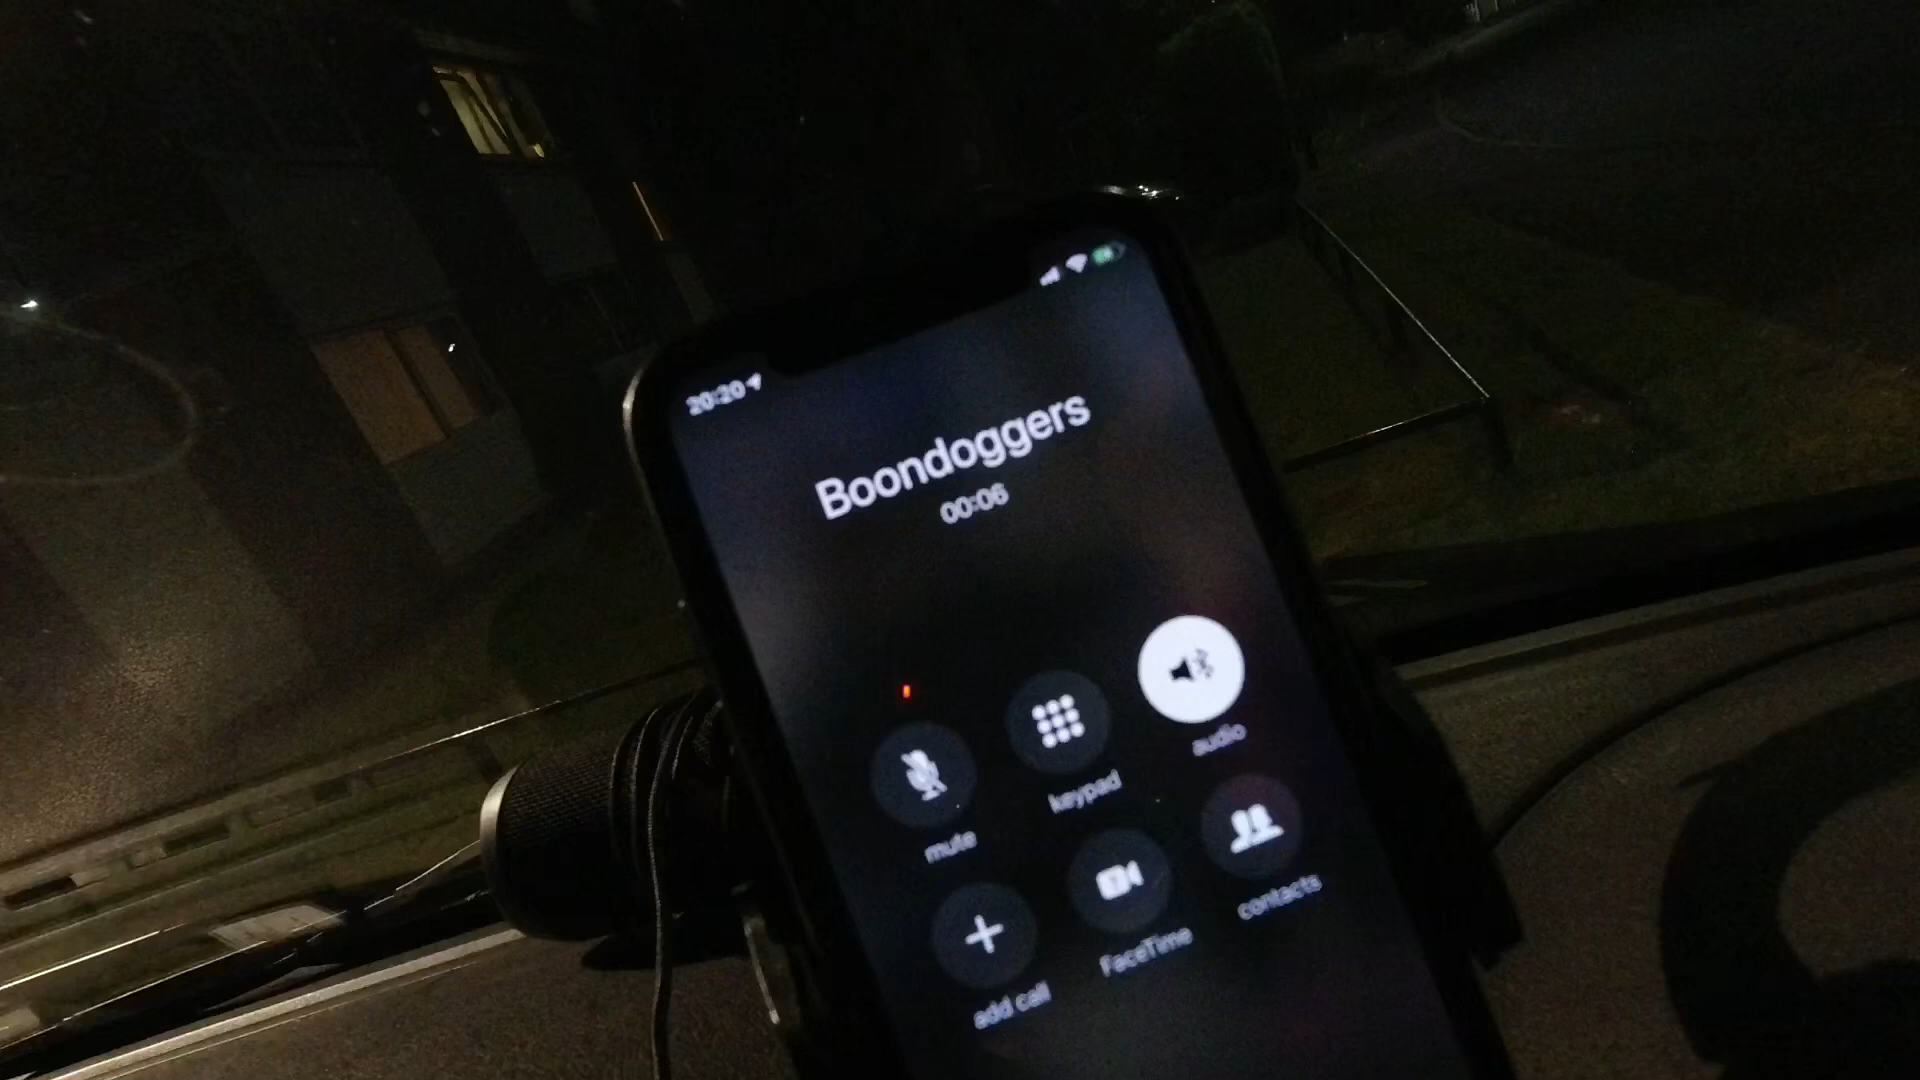 20:20
Boondoggers
00:06
mute
keypad
audio
add call
FaceTime
contacts